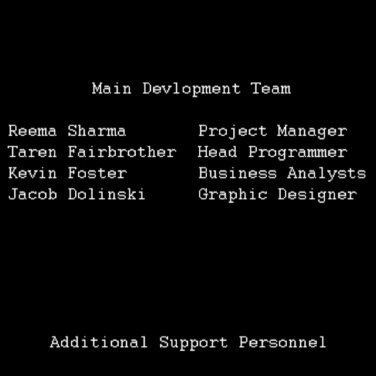 Main Devlopment Team
Reema Sharma Project Manager
Taren Fairbrother Head Programmer
Kevin Foster Business Analysts
Jacob Dolinski Graphic Designer
Additional Support Personnel